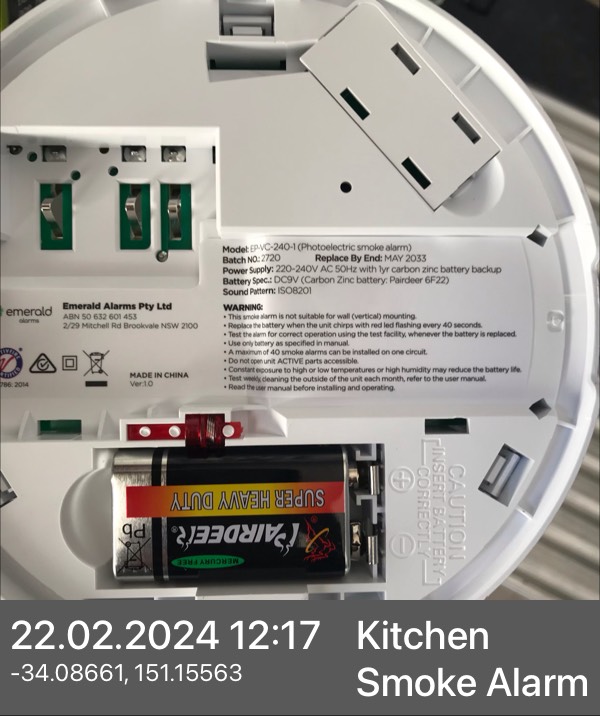 Model: EP-VC-240-1 (Photoelectric smoke alarm)
Batch NO.: 2720 Replace By End: MAY 2033
Power Supply: 220-240V AC 50Hz with 1yr carbon zinc battery backup
Battery Spec.: DC9V (Carbon Zinc battery: Pairdeer 6F22)
Sound Pattern: ISO8201
emerald
alarms
Emerald Alarms Pty Ltd
ABN 50 632 601 453
2/29 Mitchell Rd Brookvale NSW 2100
WARNING:
• This smoke alarm is not suitable for wall (vertical) mounting.
• Replace the battery when the unit chirps with red led flashing every 40 seconds.
• Test the alarm for correct operation using the test facility, whenever the battery is replaced.
• Use only battery as specified in manual.
• A maximum of 40 smoke alarms can be installed on one circuit.
• Do not open unit ACTIVE parts accessible.
• Constant exposure to high or low temperatures or high humidity may reduce the battery life.
• Test weekly, cleaning the outside of the unit each month, refer to the user manual.
• Read the user manual before installing and operating.
MADE IN CHINA
Ver:1.0
786: 2014
SUPER HEAVY DUTY
PAIRDEER
MERCURY FREE
Pb
CAUTION
INSERT BATTERY
CORRECTLY
22.02.2024 12:17
-34.08661, 151.15563
Kitchen
Smoke Alarm